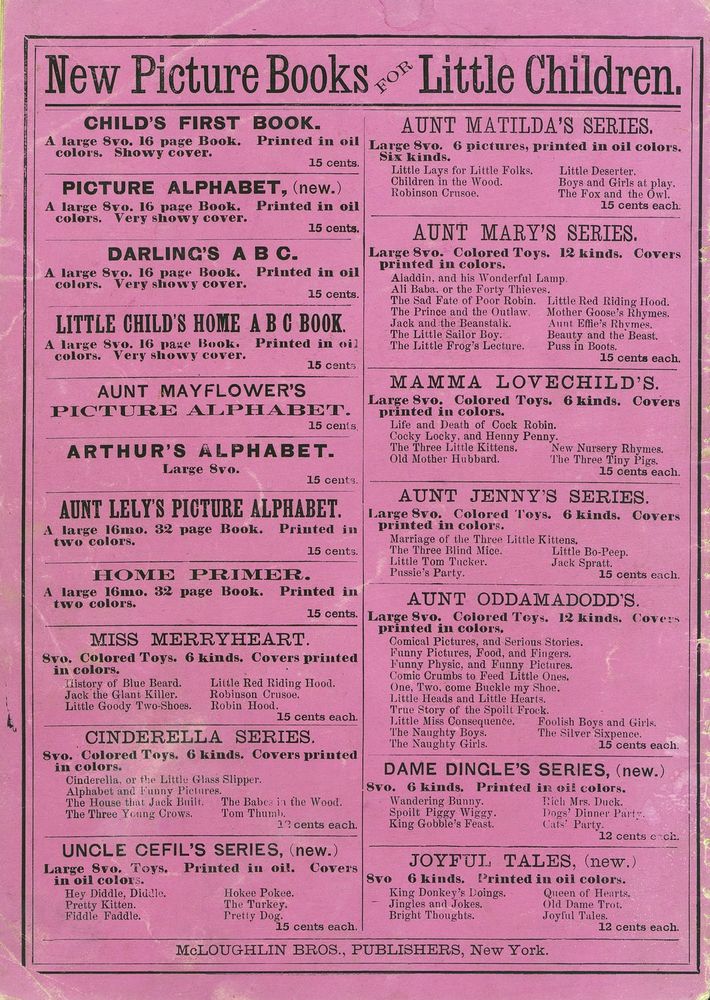 New Picture Books FOR Little Children.
CHILD'S FIRST BOOK.
A large 8vo. 16 page Book. Printed in oil
colors. Showy cover.
15 cents.
PICTURE ALPHABET, (new.)
A large 8vo. 16 page Book. Printed in oil
colors. Very showy cover.
15 cents.
DARLING'S A B C.
A large 8vo. 16 page Book. Printed in oil
colors. Very showy cover.
15 cents.
LITTLE CHILD'S HOME A B C BOOK.
A large 8vo. 16 page Book. Printed in oil
colors. Very showy cover.
15 cents
AUNT MAYFLOWER'S
PICTURE ALPHABET.
15 cents.
ARTHUR'S ALPHABET.
Large 8vo.
15 cents.
AUNT LELY'S PICTURE ALPHABET.
A large 16mo. 32 page Book. Printed in
two colors.
15 cents.
HOME PRIMER.
A large 16mo. 32 page Book. Printed in
two colors.
15 cents.
MISS MERRYHEART.
8vo. Colored Toys. 6 kinds. Covers printed
in colors.
History of Blue Beard. Little Red Riding Hood.
Jack the Giant Killer. Robinson Crusoe.
Little Goody Two-Shoes. Robin Hood.
15 cents each.
CINDERELLA SERIES.
8vo. Colored Toys. 6 kinds. Covers printed
in colors.
Cinderella, or the Little Glass Slipper.
Alphabet and Funny Pictures.
The House that Jack Built. The Babes in the Wood.
The Three Young Crows. Tom Thumb.
cents each.
UNCLE CEFIL'S SERIES, (new.)
Large 8vo. Toys. Printed in oil. Covers
in oil colors.
Hey Diddle, Diddle. Hokee Pokee.
Pretty Kitten. The Turkey.
Fiddle Faddle. Pretty Dog.
15 cents each.
AUNT MATILDA'S SERIES.
Large 8vo. 6 pictures, printed in oil colors.
Six kinds.
Little Lays for Little Folks. Little Deserter.
Children in the Wood. Boys and Girls at play.
Robinson Crusoe. The Fox and the Owl.
15 cents each.
AUNT MARY'S SERIES.
Large 8vo. Colored Toys. 12 kinds. Covers
printed in colors.
Aladdin, and his Wonderful Lamp.
Ali Baba, or the Forty Thieves.
The Sad Fate of Poor Robin. Little Red Riding Hood.
The Prince and the Outlaw. Mother Goose's Rhymes.
Jack and the Beanstalk. Aunt Effie's Rhymes.
The Little Sailor Boy. Beauty and the Beast.
The Little Frog's Lecture. Puss in Boots.
15 cents each.
MAMMA LOVECHILD'S.
Large 8vo. Colored Toys. 6 kinds. Covers
printed in colors.
Life and Death of Cock Robin.
Cocky Locky, and Henny Penny.
The Three Little Kittens. New Nursery Rhymes.
Old Mother Hubbard. The Three Tiny Pigs.
15 cents each.
AUNT JENNY'S SERIES.
Large 8vo. Colored Toys. 6 kinds. Covers
printed in colors.
Marriage of the Three Little Kittens.
The Three Blind Mice. Little Bo-Peep.
Little Tom Tucker. Jack Spratt.
Pussie's Party. 15 cents each.
AUNT ODDAMADODD'S.
Large 8vo. Colored Toys. 12 kinds. Covers
printed in colors.
Comical Pictures, and Serious Stories.
Funny Pictures, Food, and Fingers.
Funny Physic, and Funny Pictures.
Comic Crumbs to Feed Little Ones.
One, Two, come Buckle my Shoe.
Little Heads and Little Hearts.
True Story of the Spoilt Frock.
Little Miss Consequence. Foolish Boys and Girls.
The Naughty Boys. The Silver Sixpence.
The Naughty Girls. 15 cents each.
DAME DINGLE'S SERIES, (new.)
8vo. 6 kinds. Printed in oil colors.
Wandering Bunny. Rich Mrs. Duck.
Spoilt Piggy Wiggy. Dogs' Dinner Party.
King Gobble's Feast. Cats' Party.
12 cents each.
JOYFUL TALES, (new.)
8vo 6 kinds. Printed in oil colors.
King Donkey's Doings. Queen of Hearts.
Jingles and Jokes. Old Dame Trot.
Bright Thoughts. Joyful Tales.
12 cents each.
McLOUGHLIN BROS., PUBLISHERS, New York.